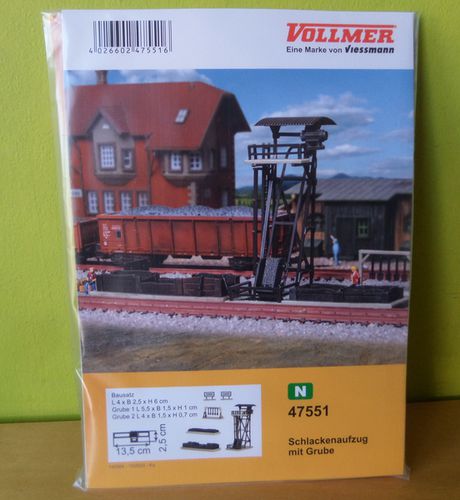 4 026602 475516
VOLLMER
Eine Marke von Viessmann
Bausatz
L 4 x B 2,5 x H 6 cm
Grube 1 L 5,5 x B 1,5 x H 1 cm
Grube 2 L 4 x B 1,5 x H 0,7 cm
13,5 cm
2,5 cm
N
47551
Schlackenaufzug
mit Grube